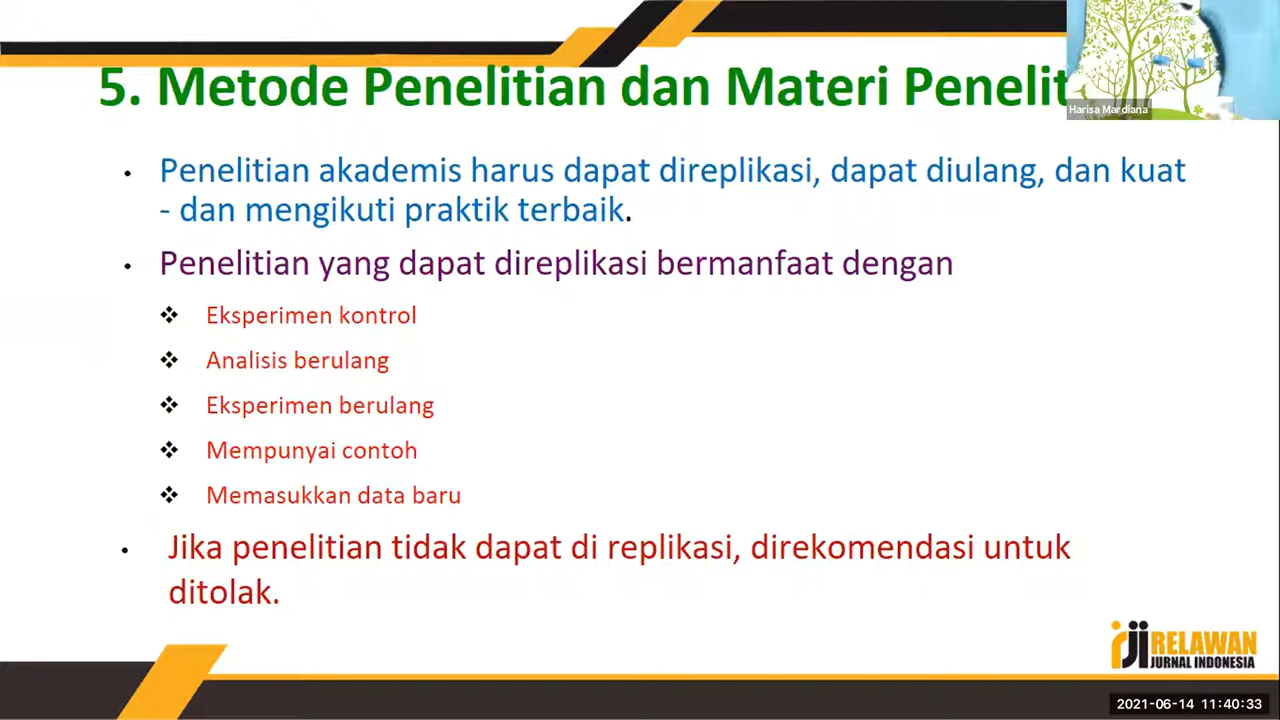 5. Metode Penelitian dan Materi Penelit
Harisa Mardiana
• Penelitian akademis harus dapat direplikasi, dapat diulang, dan kuat
- dan mengikuti praktik terbaik.
• Penelitian yang dapat direplikasi bermanfaat dengan
❖ Eksperimen kontrol
❖ Analisis berulang
❖ Eksperimen berulang
❖ Mempunyai contoh
❖ Memasukkan data baru
• Jika penelitian tidak dapat di replikasi, direkomendasi untuk
ditolak.
rji RELAWAN
JURNAL INDONESIA
2021-06-14 11:40:33